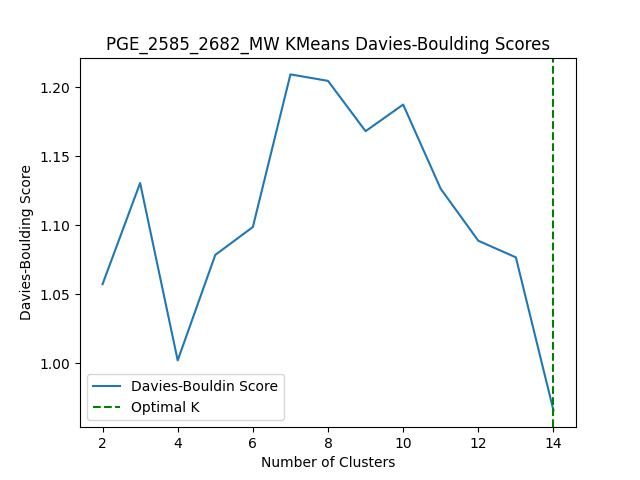 PGE_2585_2682_MW KMeans Davies-Boulding Scores
1.20
1.15
1.10
1.05
1.00
Davies-Boulding Score
Davies-Bouldin Score
Optimal K
2 4 6 8 10 12 14
Number of Clusters